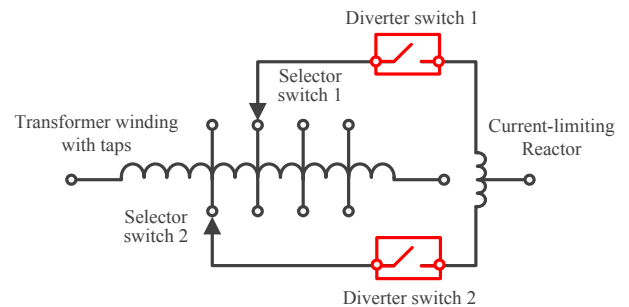 Diverter switch 1
Selector
switch 1
Transformer winding
with taps
Current-limiting
Reactor
Selector
switch 2
Diverter switch 2